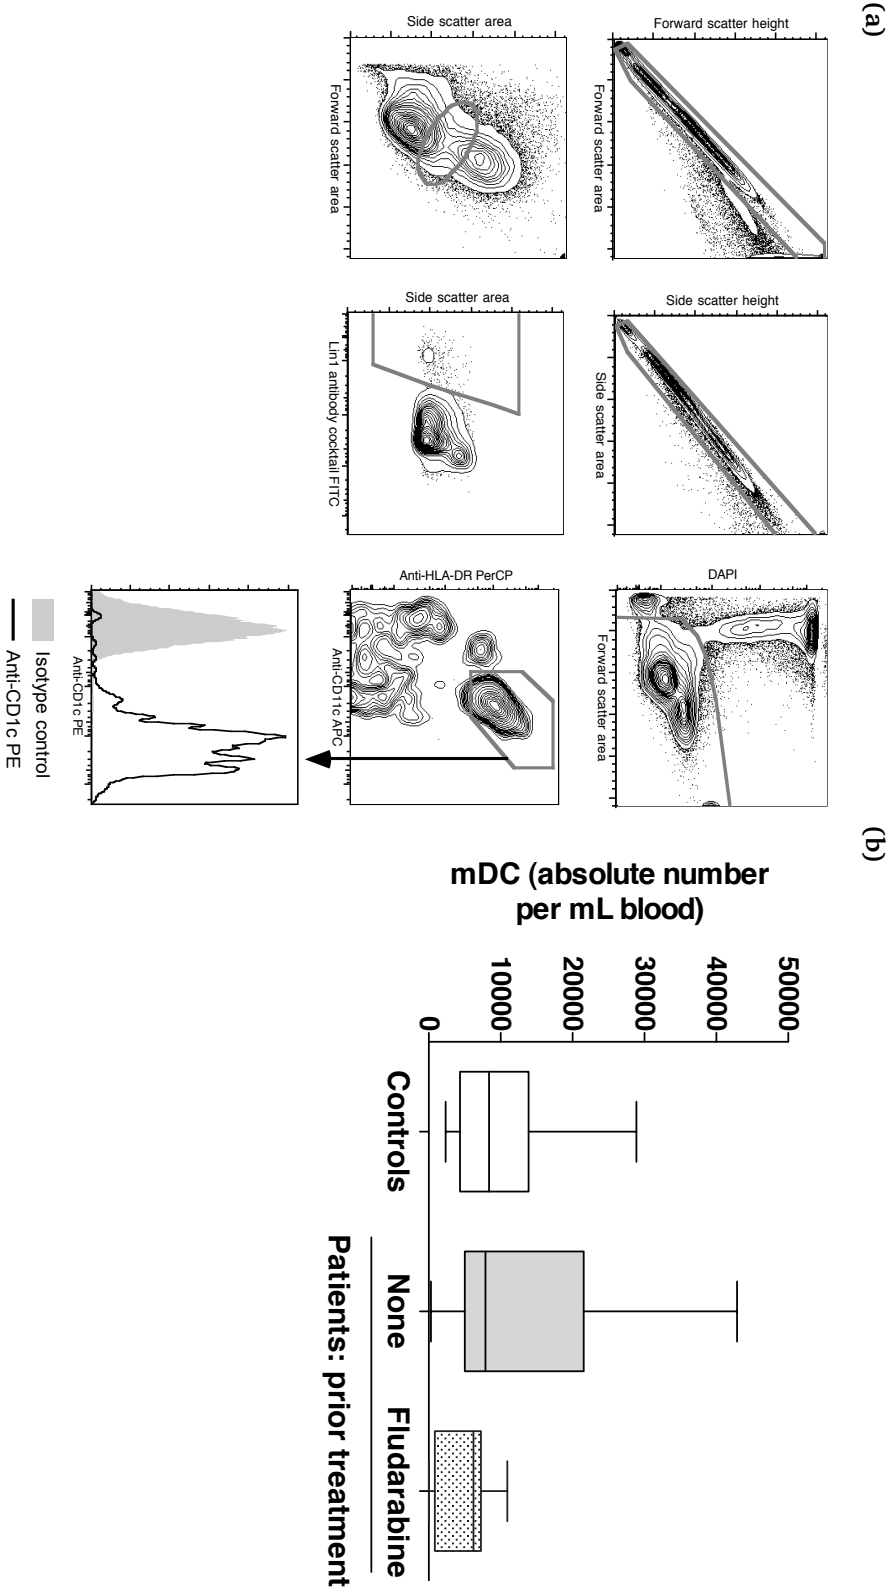 (a)
Forward scatter height
Forward scatter area
Side scatter height
Side scatter area
DAPI
Forward scatter area
Side scatter area
Forward scatter area
Side scatter area
Lin1 antibody cocktail FITC
Anti-HLA-DR PerCP
Anti-CD11c APC
Anti-CD1c PE
Isotype control
Anti-CD1c PE
(b)
mDC (absolute number
per mL blood)
50000
40000
30000
20000
10000
0
Controls
None
Fludarabine
Patients: prior treatment